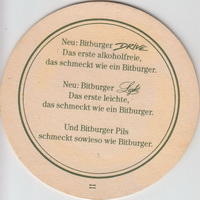 Neu: Bitburger DRIVE
Das erste alkoholfreie,
das schmeckt wie ein Bitburger.
Neu: Bitburger Light
Das erste leichte,
das schmeckt wie ein Bitburger.
Und Bitburger Pils
schmeckt sowieso wie Bitburger.